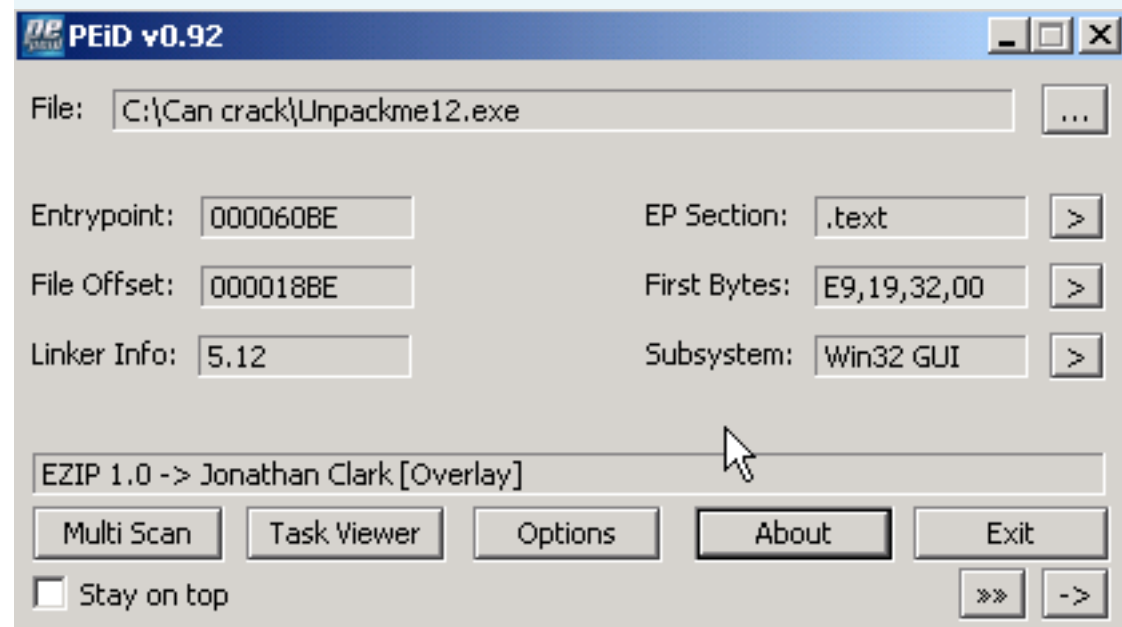 PEiD v0.92
File: C:\Can crack\Unpackme12.exe ...
Entrypoint: 000060BE EP Section: .text >
File Offset: 000018BE First Bytes: E9,19,32,00 >
Linker Info: 5.12 Subsystem: Win32 GUI >
EZIP 1.0 -> Jonathan Clark [Overlay]
Multi Scan Task Viewer Options About Exit
Stay on top »» ->